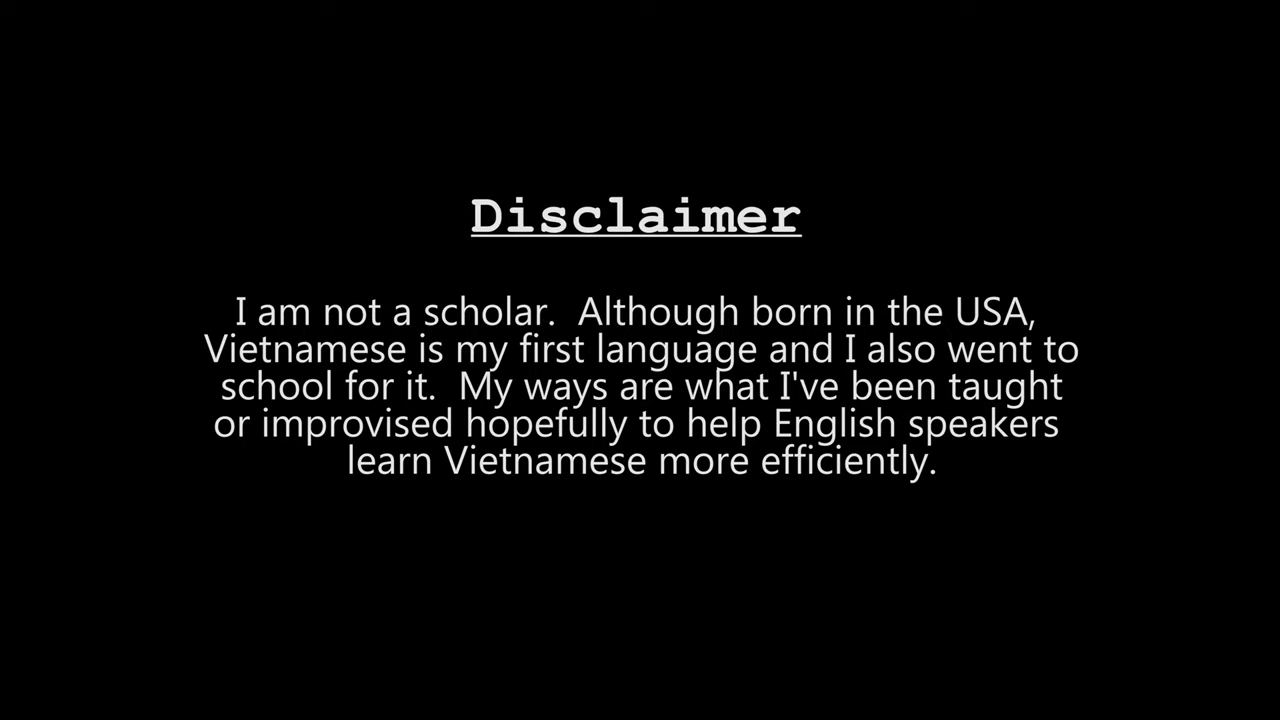 Disclaimer
I am not a scholar.  Although born in the USA,
Vietnamese is my first language and I also went to
school for it.  My ways are what I've been taught
or improvised hopefully to help English speakers
learn Vietnamese more efficiently.